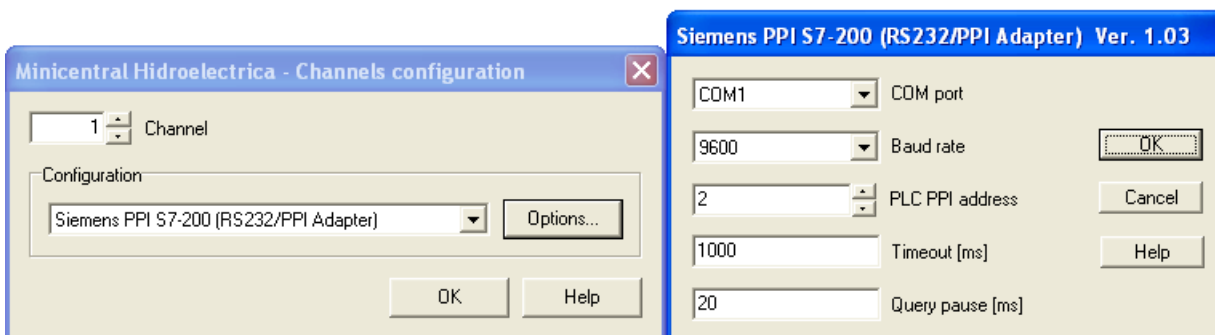 Minicentral Hidroelectrica - Channels configuration
1 Channel
Configuration
Siemens PPI S7-200 (RS232/PPI Adapter) Options...
OK Help
Siemens PPI S7-200 (RS232/PPI Adapter) Ver. 1.03
COM1 COM port
9600 Baud rate OK
2 PLC PPI address Cancel
1000 Timeout [ms] Help
20 Query pause [ms]